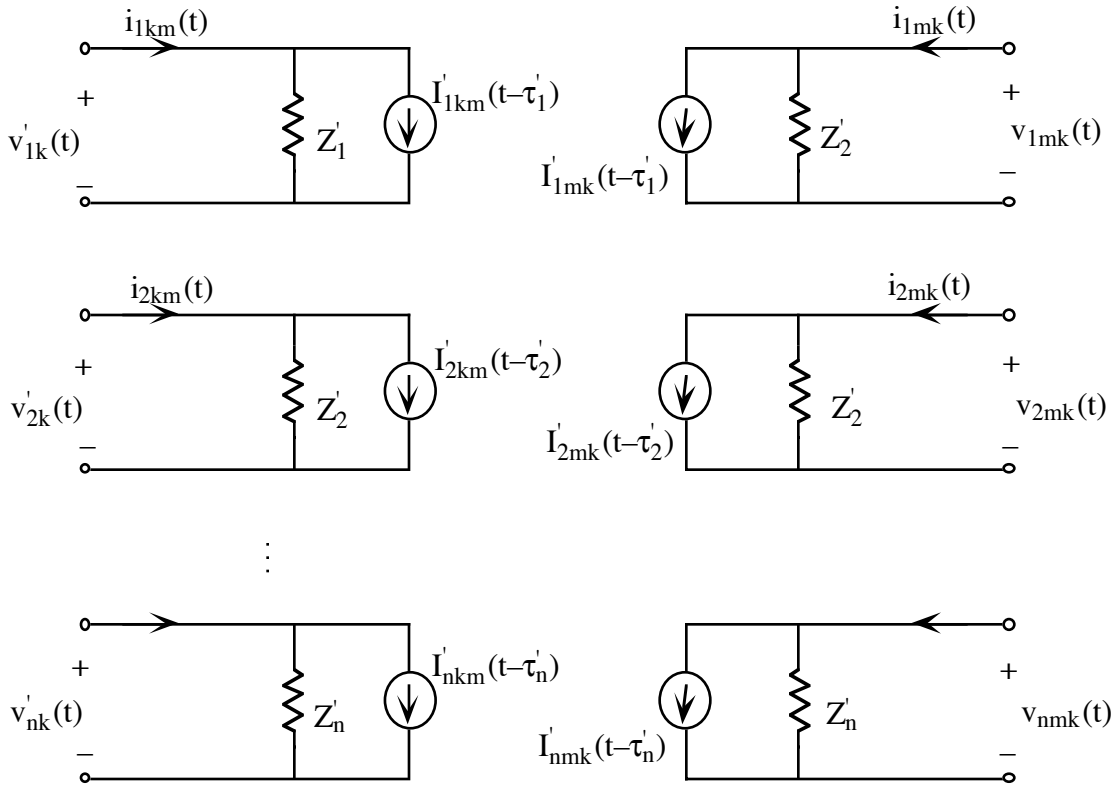 i1km(t)
i1mk(t)
+
v'1k(t)
−
Z'1
I'1km(t–τ'1)
I'1mk(t–τ'1)
Z'2
+
v1mk(t)
−
i2km(t)
i2mk(t)
+
v'2k(t)
−
Z'2
I'2km(t–τ'2)
I'2mk(t–τ'2)
Z'2
+
v2mk(t)
−
⋮
+
v'nk(t)
−
Z'n
I'nkm(t–τ'n)
I'nmk(t–τ'n)
Z'n
+
vnmk(t)
−